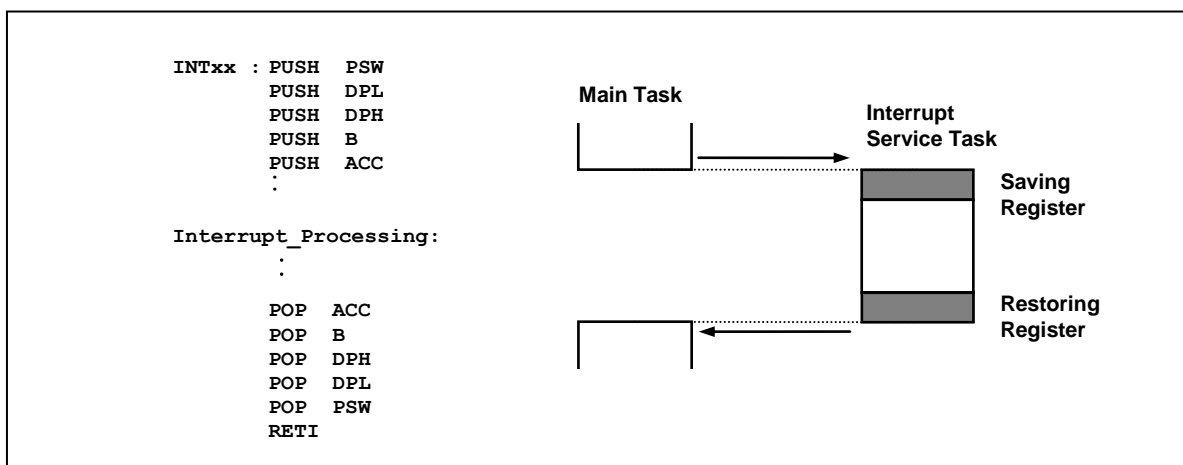 INTxx : PUSH PSW
PUSH DPL
PUSH DPH
PUSH B
PUSH ACC
:
Interrupt_Processing:
:
POP ACC
POP B
POP DPH
POP DPL
POP PSW
RETI
Main Task
Interrupt
Service Task
Saving
Register
Restoring
Register